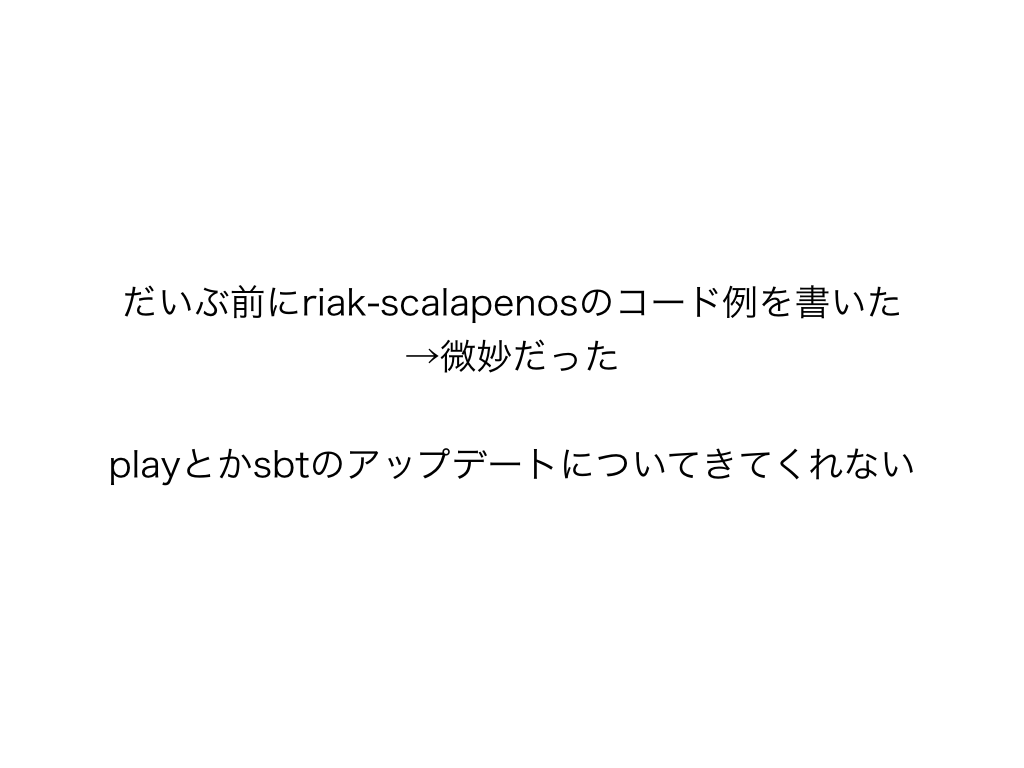 だいぶ前にriak-scalapenosのコード例を書いた
→微妙だった
playとかsbtのアップデートについてきてくれない